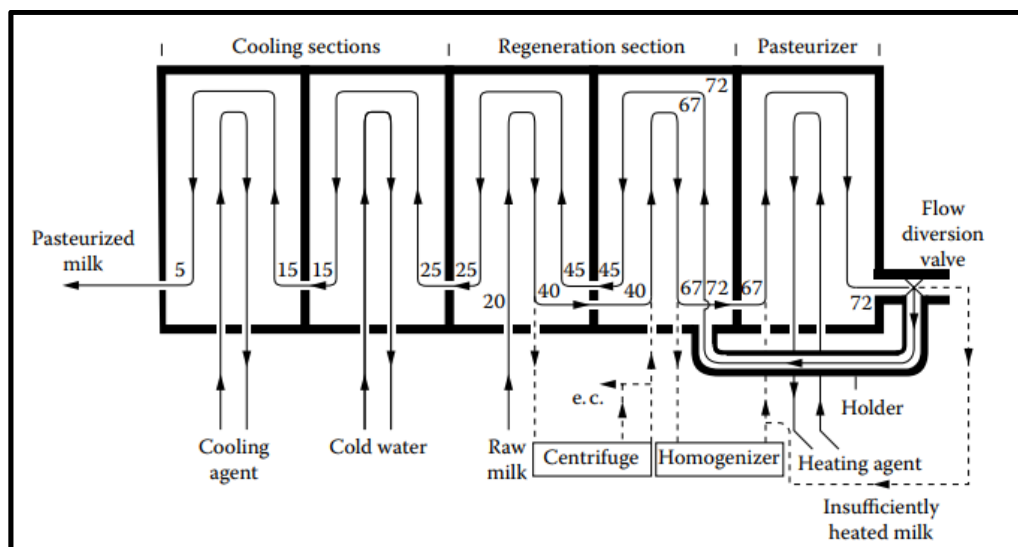 Cooling sections
Regeneration section
Pasteurizer
72
67
Flow
diversion
valve
Pasteurized
milk
5
15
15
25
25
45
45
20
40
40
67
72
67
72
e. c.
Holder
Cooling
agent
Cold water
Raw
milk
Centrifuge
Homogenizer
Heating agent
Insufficiently
heated milk